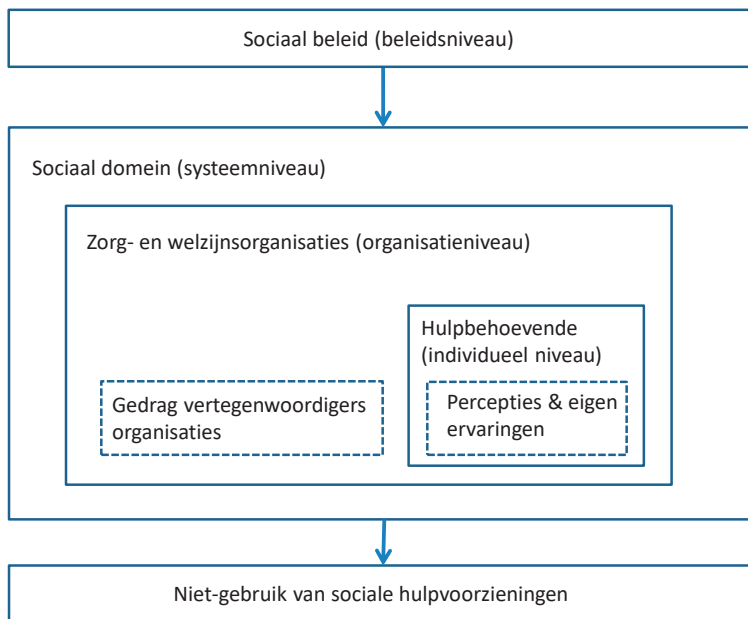 Sociaal beleid (beleidsniveau)
Sociaal domein (systeemniveau)
Zorg- en welzijnsorganisaties (organisatieniveau)
Hulpbehoevende
(individueel niveau)
Gedrag vertegenwoordigers
organisaties
Percepties & eigen
ervaringen
Niet-gebruik van sociale hulpvoorzieningen